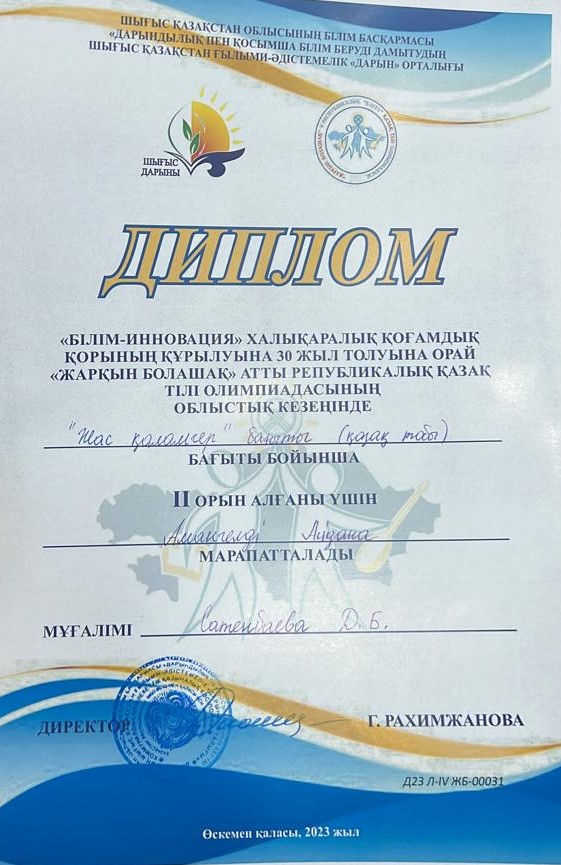 ШЫҒЫС ҚАЗАҚСТАН ОБЛЫСЫНЫҢ БІЛІМ БАСҚАРМАСЫ
«ДАРЫНДЫЛЫҚ ПЕН ҚОСЫМША БІЛІМ БЕРУДІ ДАМЫТУДЫҢ
ШЫҒЫС ҚАЗАҚСТАН ҒЫЛЫМИ-ӘДІСТЕМЕЛІК «ДАРЫН» ОРТАЛЫҒЫ
ШЫҒЫС
ДАРЫНЫ
ДИПЛОМ
«БІЛІМ-ИННОВАЦИЯ» ХАЛЫҚАРАЛЫҚ ҚОҒАМДЫҚ
ҚОРЫНЫҢ ҚҰРЫЛУЫНА 30 ЖЫЛ ТОЛУЫНА ОРАЙ
«ЖАРҚЫН БОЛАШАҚ» АТТЫ РЕПУБЛИКАЛЫҚ ҚАЗАҚ
ТІЛІ ОЛИМПИАДАСЫНЫҢ
ОБЛЫСТЫҚ КЕЗЕҢІНДЕ
"Жас қаламгер" бағыты (қазақ тобы)
БАҒЫТЫ БОЙЫНША
II ОРЫН АЛҒАНЫ ҮШІН
Амангелді Айдана
МАРАПАТТАЛАДЫ
МҰҒАЛІМІ Сатенбаева Д.Б.
ДИРЕКТОР Г. РАХИМЖАНОВА
Д23 Л-IV ЖБ-00031
Өскемен қаласы, 2023 жыл